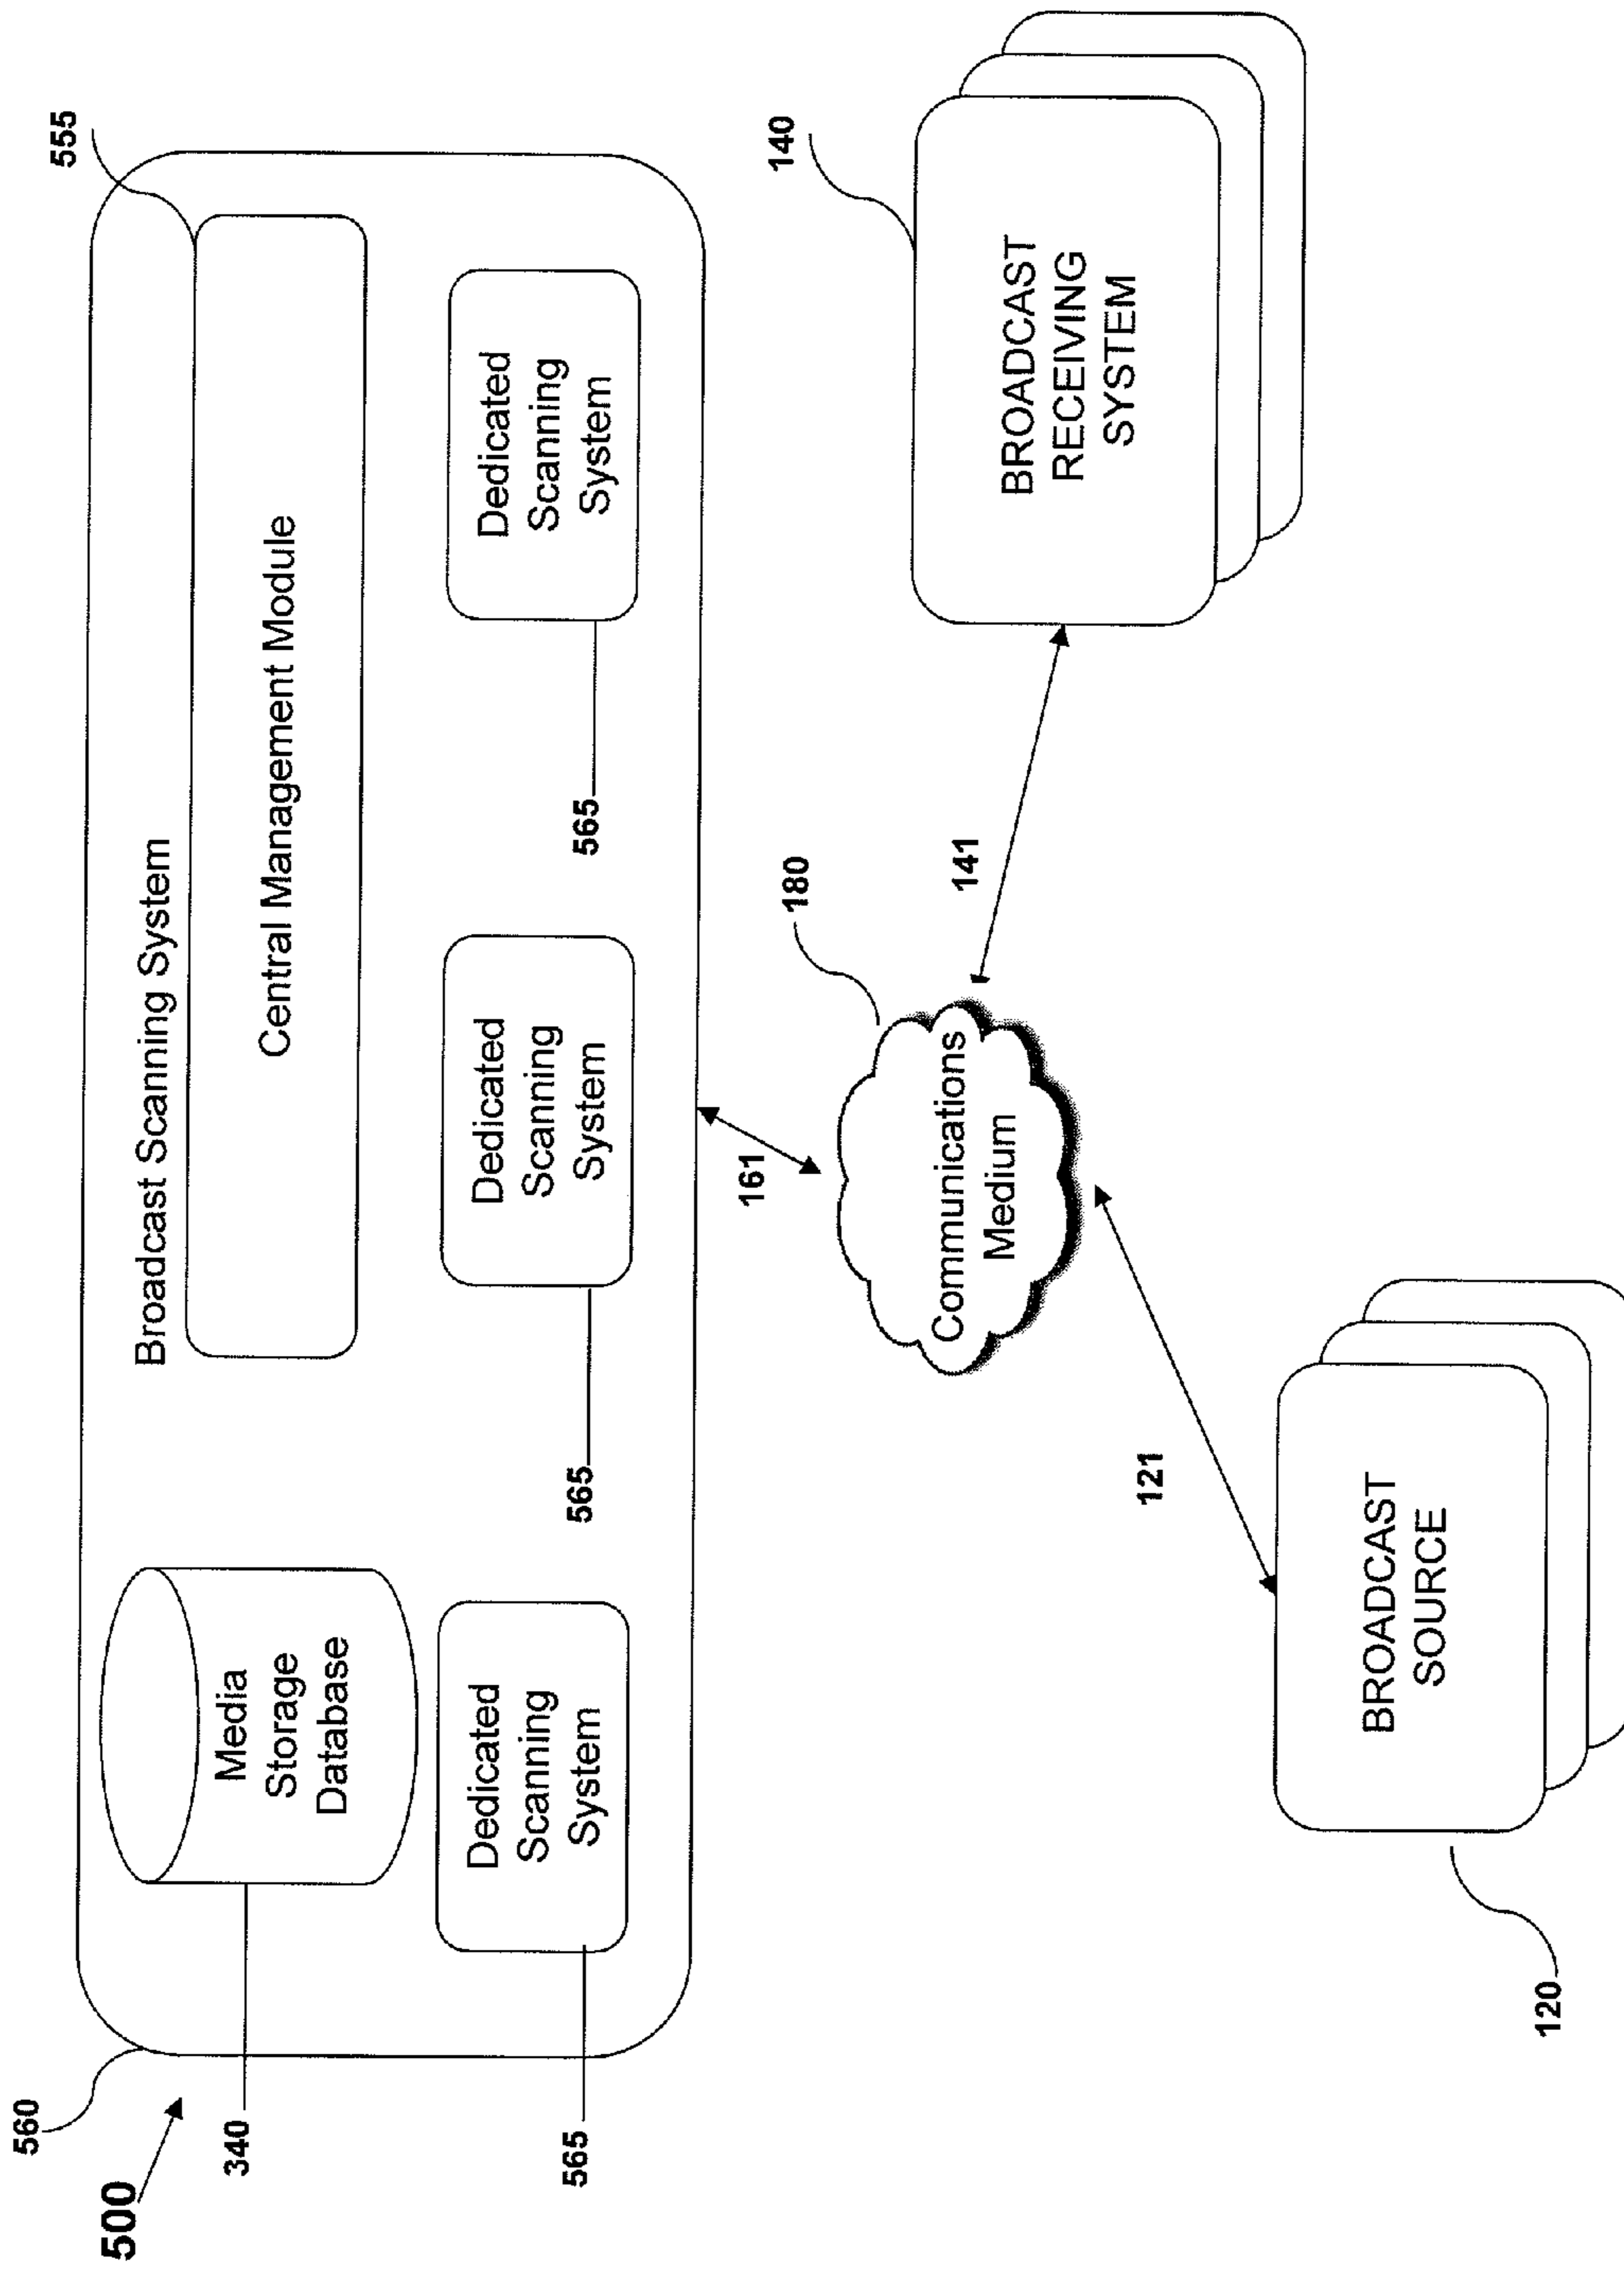 500
560
555
Broadcast Scanning System
340
Media
Storage
Database
Central Management Module
565
Dedicated
Scanning
System
565
Dedicated
Scanning
System
565
Dedicated
Scanning
System
161
180
Communications
Medium
141
140
BROADCAST
RECEIVING
SYSTEM
121
BROADCAST
SOURCE
120